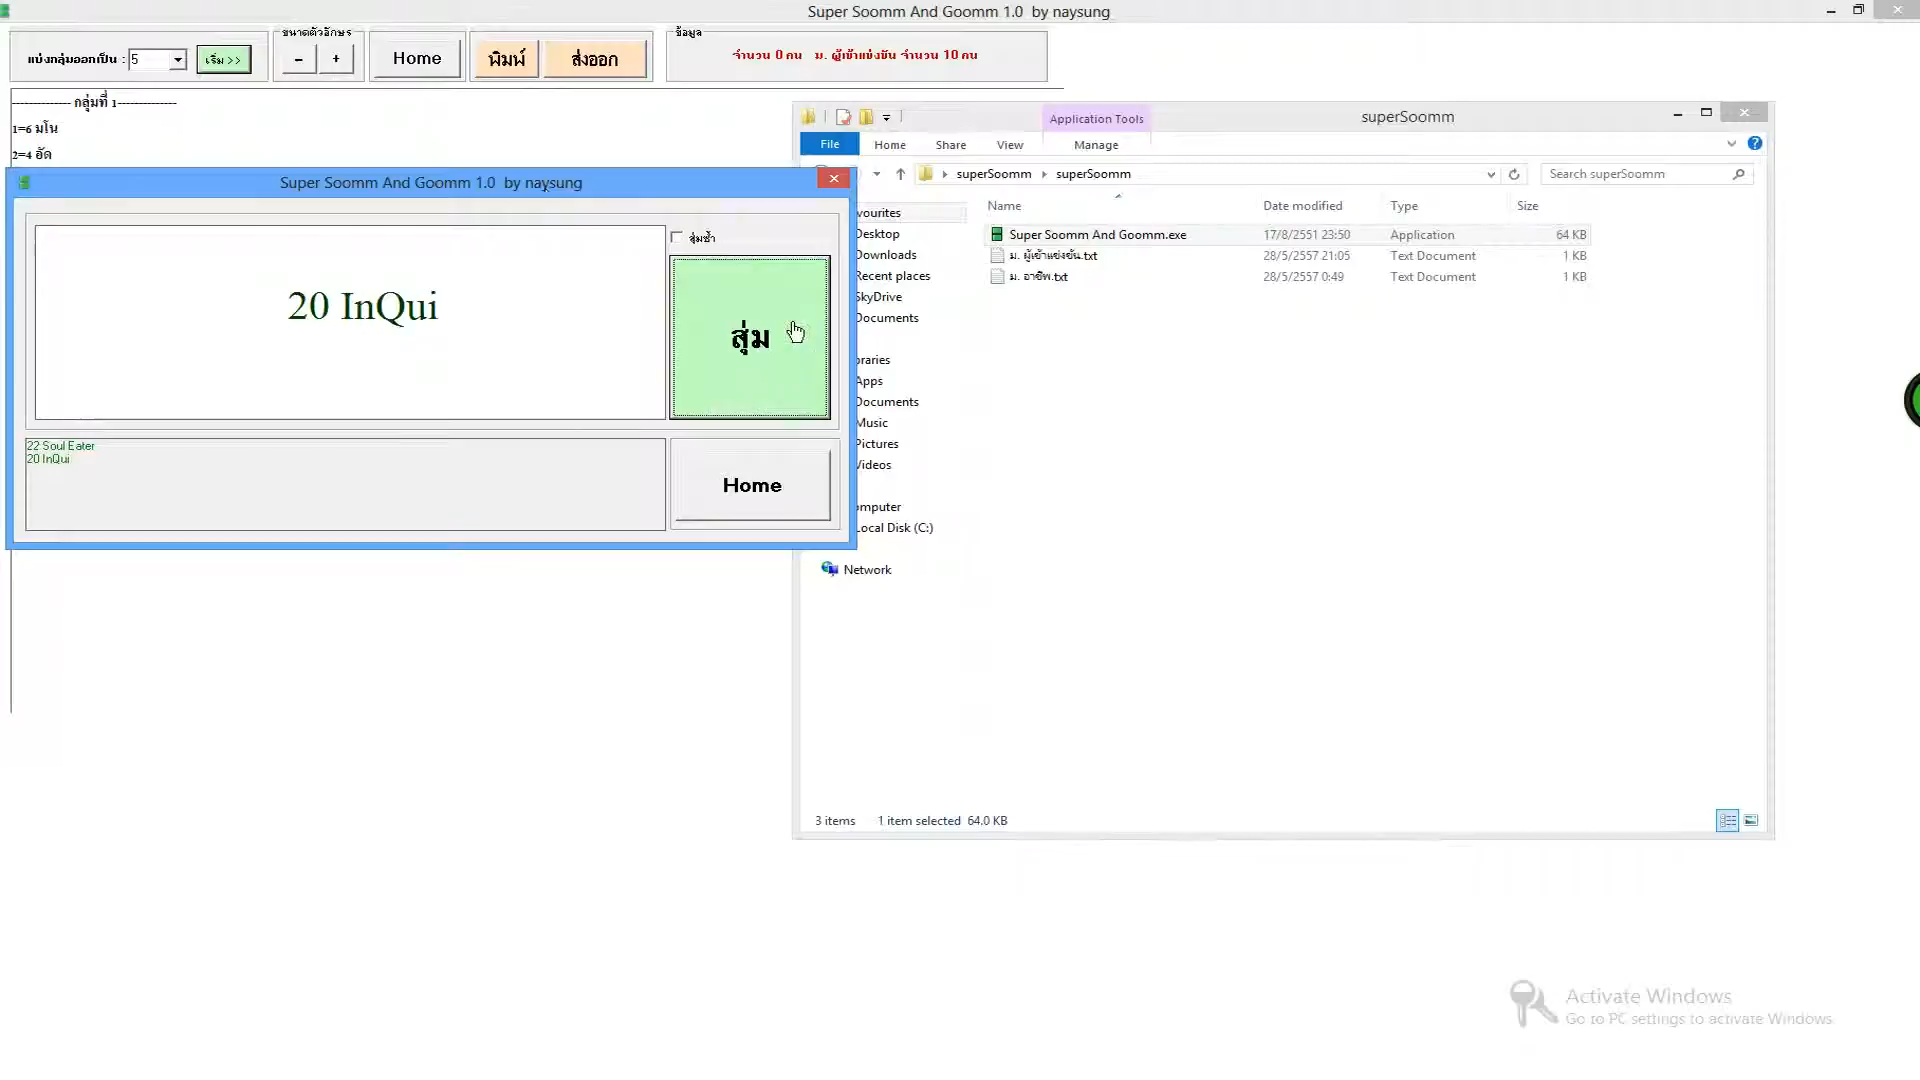 Super Soomm And Goomm 1.0  by naysung
แบ่งกลุ่มออกเป็น : 5 เริ่ม >>
ขนาดตัวอักษร
- +
Home
พิมพ์ ส่งออก
ข้อมูล
จำนวน 0 คน ม. ผู้เข้าแข่งขัน จำนวน 10 คน
-------------- กลุ่มที่ 1--------------
1=6 มโน
2=4 อัด
Super Soomm And Goomm 1.0  by naysung
สุ่มซ้ำ
20 InQui
สุ่ม
22 Soul Eater
20 InQui
Home
Application Tools
superSoomm
File Home Share View Manage
superSoomm superSoomm
Search superSoomm
vourites
Desktop
Downloads
Recent places
SkyDrive
Documents
braries
Apps
Documents
Music
Pictures
Videos
omputer
Local Disk (C:)
Network
Name Date modified Type Size
Super Soomm And Goomm.exe 17/8/2551 23:50 Application 64 KB
ม. ผู้เข้าแข่งขัน.txt 28/5/2557 21:05 Text Document 1 KB
ม. อาชีพ.txt 28/5/2557 0:49 Text Document 1 KB
3 items 1 item selected 64.0 KB
Activate Windows
Go to PC settings to activate Windows.